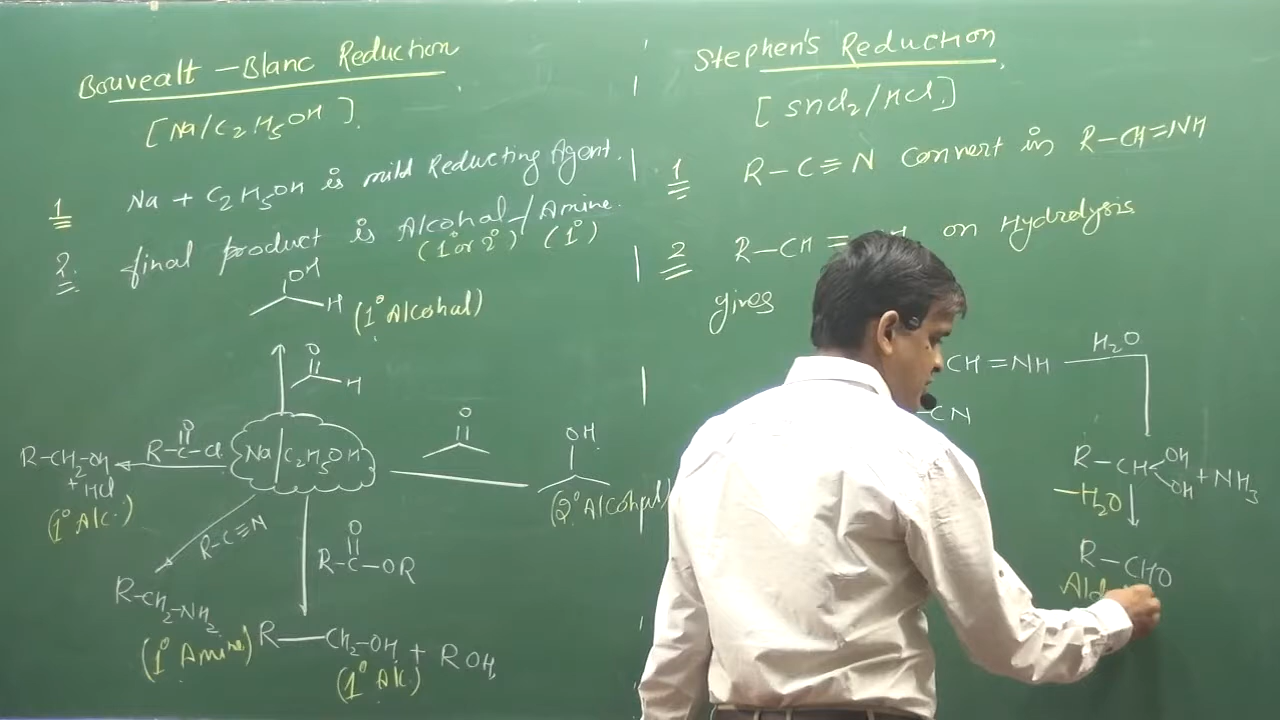 Bouvealt - Blanc Reduction
[Na/C₂H₅OH].
1 Na + C₂H₅OH is mild Reducting Agent.
2. final product is Alcohal/Amine.
(1° or 2°) (1°)
OH
H
(1° Alcohal)
O
H
Na/C₂H₅OH
O
R-C-Cl
R-CH₂-OH
+ HCl
(1° Alc.)
O
OH
(2° Alcohal)
R-C≡N
R-CH₂-NH₂
(1° Amine)
O
R-C-OR
R-CH₂-OH + ROH
(1° Alc.)
Stephen's Reduction
[SnCl₂/HCl]
1 R-C≡N convert in R-CH=NH
2 R-CH= H on Hydrolysis
gives
CH=NH
H₂O
-CN
R-CH
OH
OH
+ NH₃
-H₂O
R-CHO